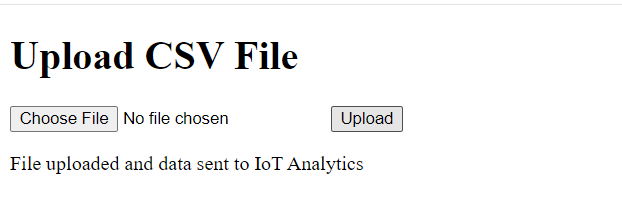 Upload CSV File
Choose File No file chosen Upload
File uploaded and data sent to IoT Analytics